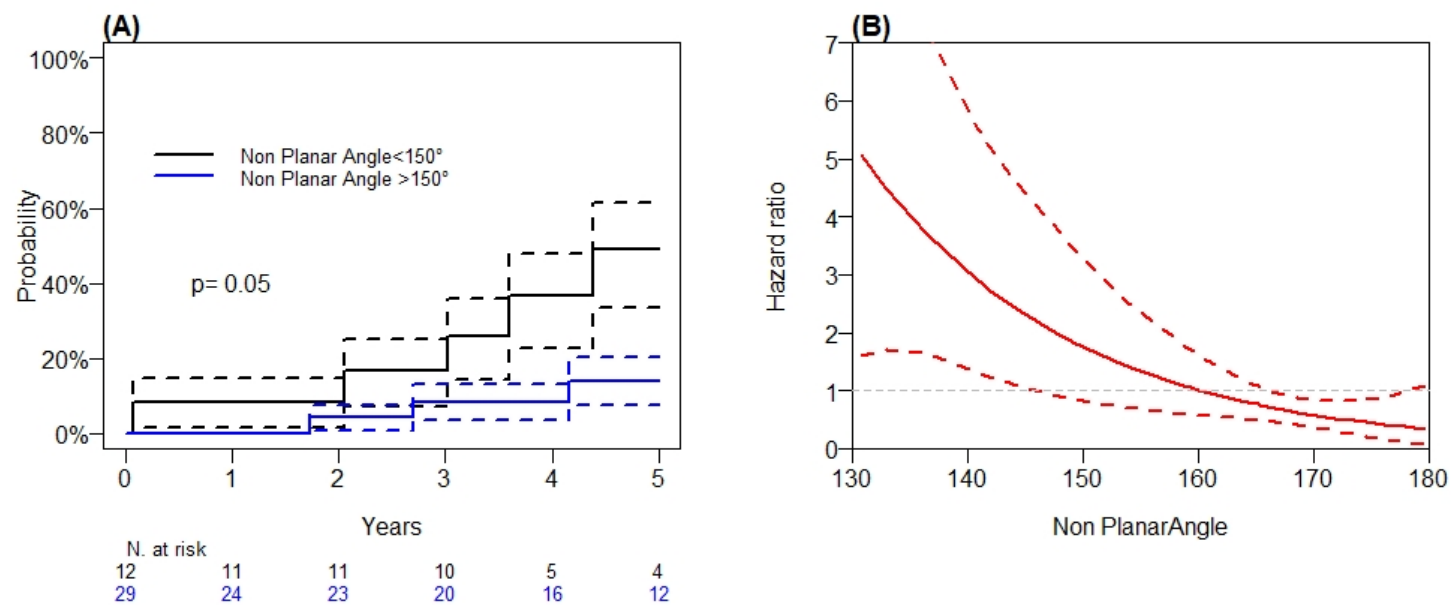 (A)
100%
80%
60%
40%
20%
0%
Probability
Non Planar Angle<150°
Non Planar Angle >150°
p= 0.05
0 1 2 3 4 5
Years
N. at risk
12 11 11 10 5 4
29 24 23 20 16 12
(B)
7
6
5
4
3
2
1
0
Hazard ratio
130 140 150 160 170 180
Non PlanarAngle